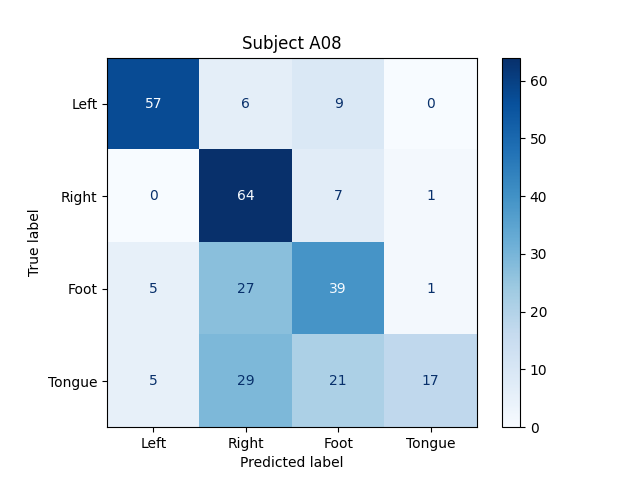 Subject A08
True label
Left 57 6 9 0
Right 0 64 7 1
Foot 5 27 39 1
Tongue 5 29 21 17
Left Right Foot Tongue
Predicted label
60
50
40
30
20
10
0